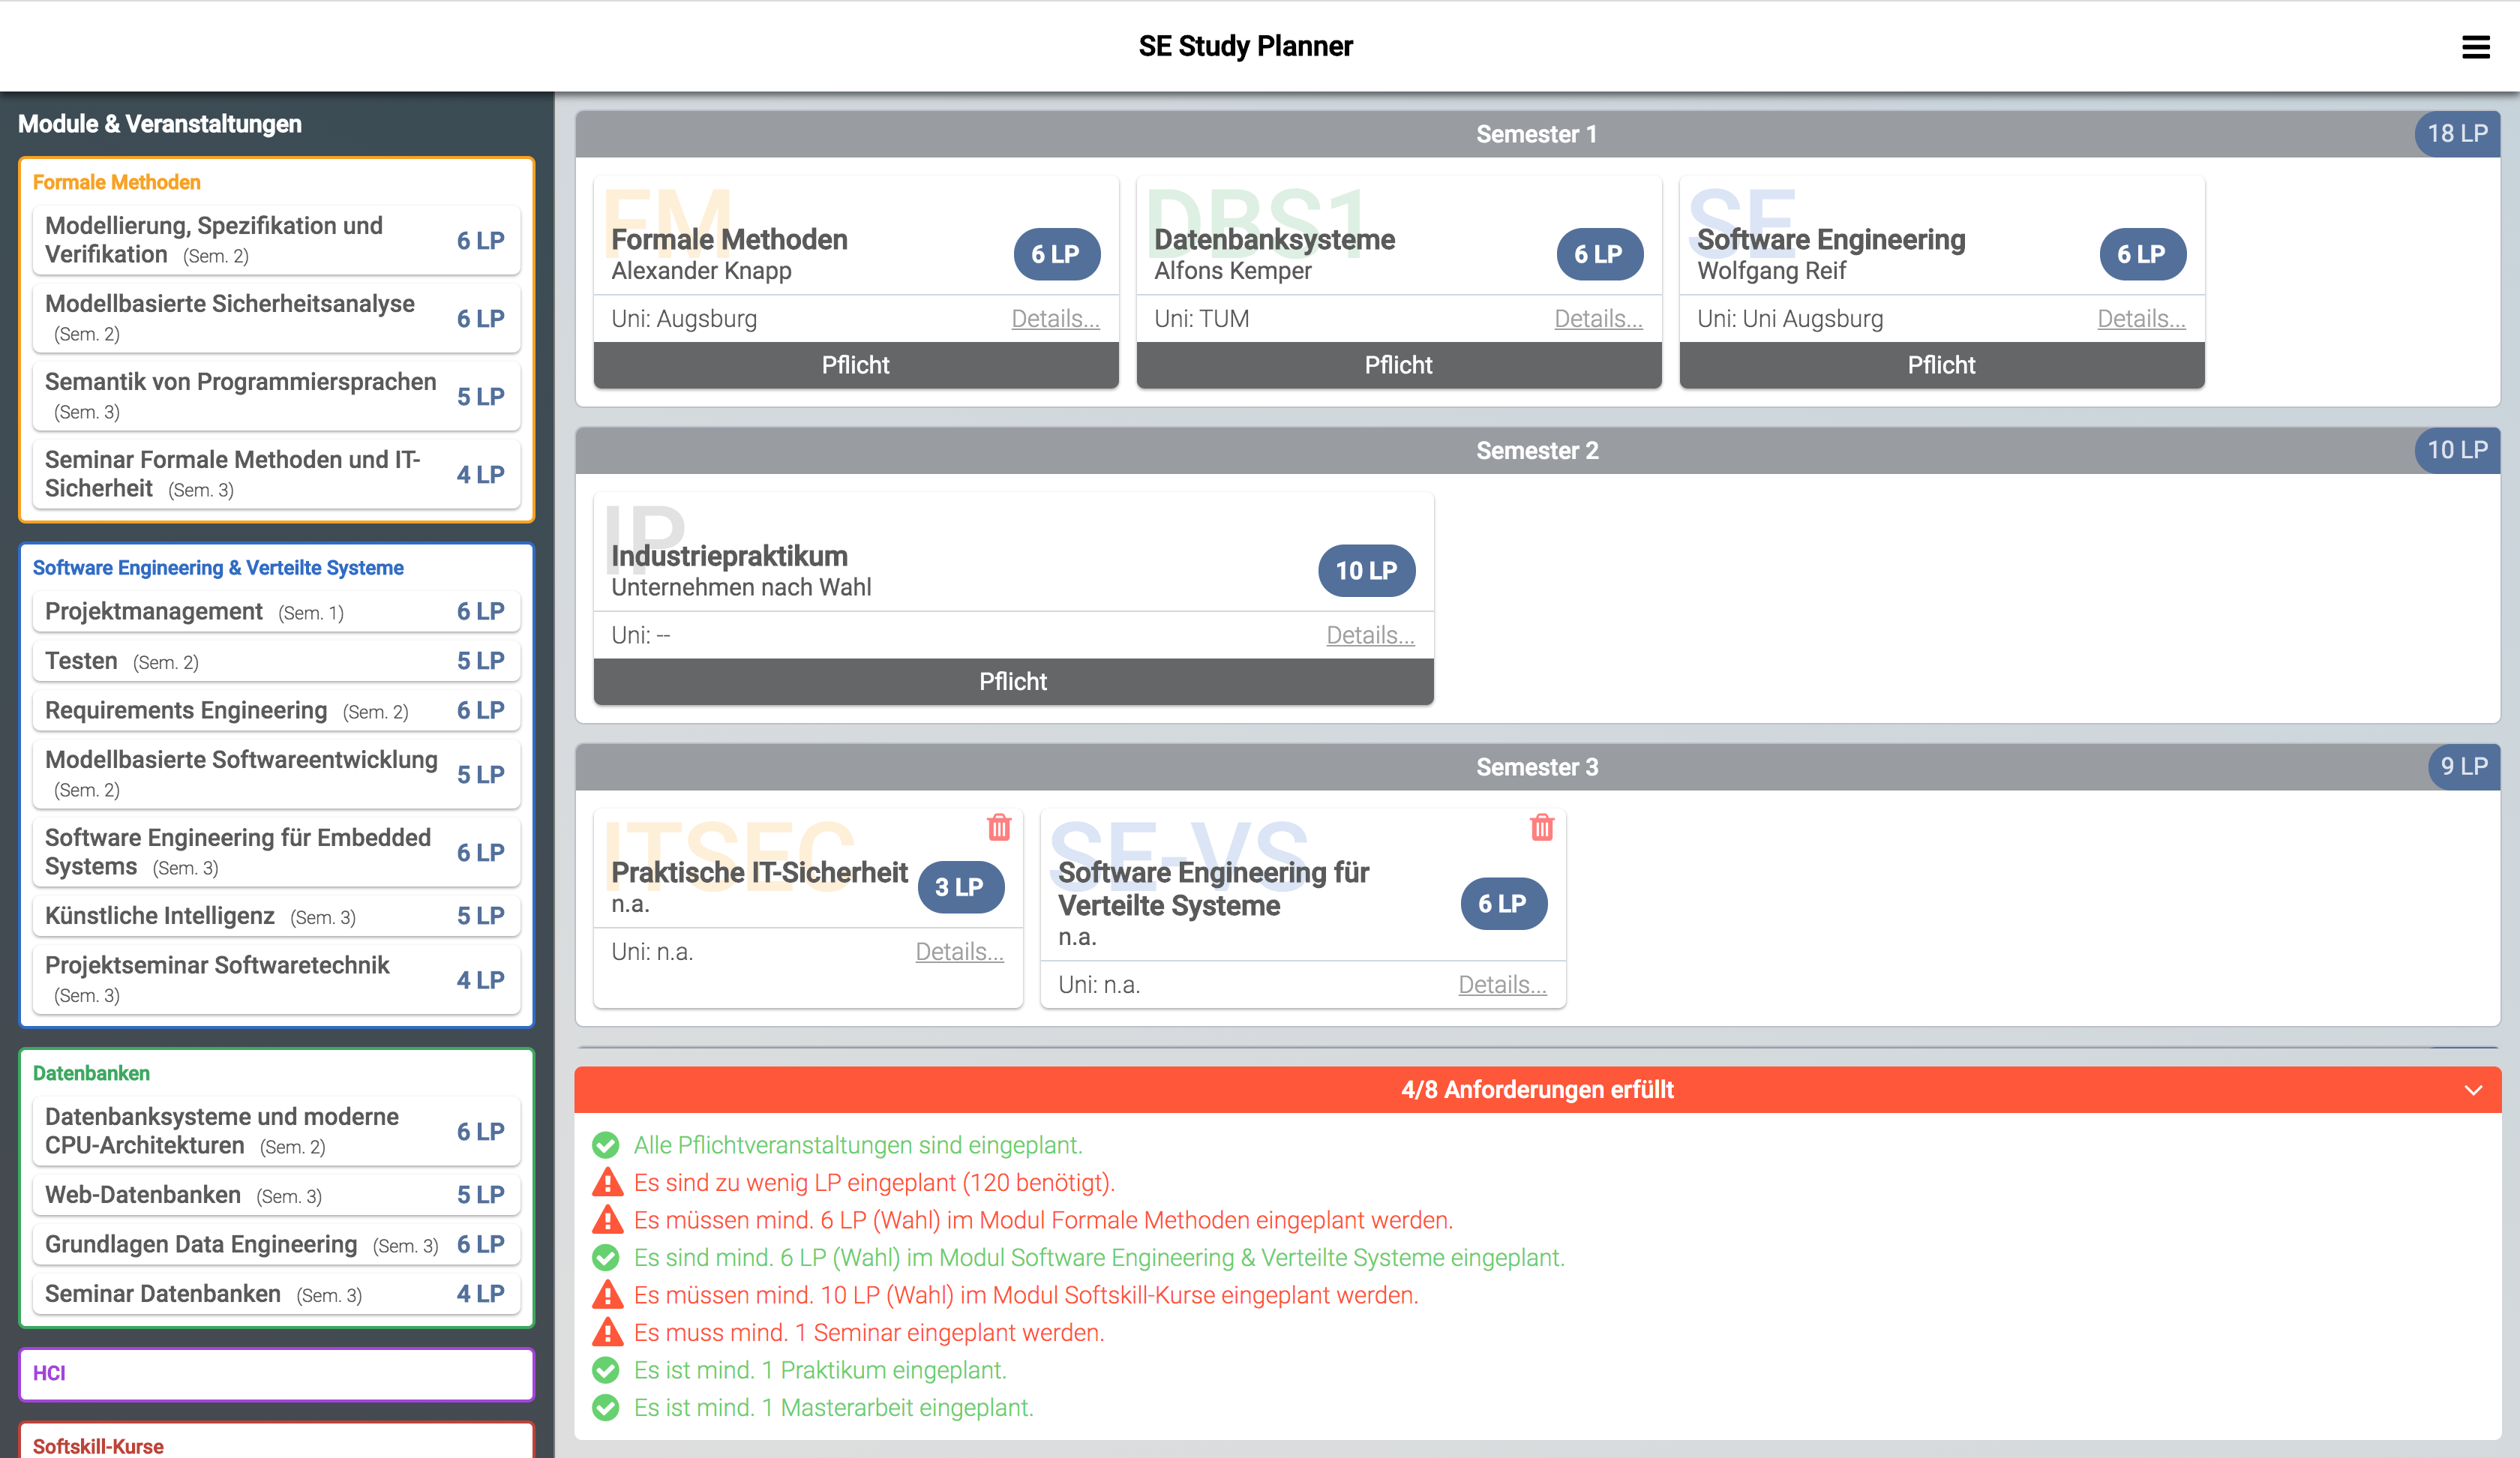 SE Study Planner
Module & Veranstaltungen
Formale Methoden
Modellierung, Spezifikation und
Verifikation (Sem. 2)
6 LP
Modellbasierte Sicherheitsanalyse
(Sem. 2)
6 LP
Semantik von Programmiersprachen
(Sem. 3)
5 LP
Seminar Formale Methoden und IT-
Sicherheit (Sem. 3)
4 LP
Software Engineering & Verteilte Systeme
Projektmanagement (Sem. 1) 6 LP
Testen (Sem. 2) 5 LP
Requirements Engineering (Sem. 2) 6 LP
Modellbasierte Softwareentwicklung
(Sem. 2)
5 LP
Software Engineering für Embedded
Systems (Sem. 3)
6 LP
Künstliche Intelligenz (Sem. 3) 5 LP
Projektseminar Softwaretechnik
(Sem. 3)
4 LP
Datenbanken
Datenbanksysteme und moderne
CPU-Architekturen (Sem. 2)
6 LP
Web-Datenbanken (Sem. 3) 5 LP
Grundlagen Data Engineering (Sem. 3) 6 LP
Seminar Datenbanken (Sem. 3) 4 LP
HCI
Softskill-Kurse
Semester 1
18 LP
FM
Formale Methoden
Alexander Knapp
6 LP
Uni: Augsburg
Details...
Pflicht
DBS1
Datenbanksysteme
Alfons Kemper
6 LP
Uni: TUM
Details...
Pflicht
SE
Software Engineering
Wolfgang Reif
6 LP
Uni: Uni Augsburg
Details...
Pflicht
Semester 2
10 LP
IP
Industriepraktikum
Unternehmen nach Wahl
10 LP
Uni: --
Details...
Pflicht
Semester 3
9 LP
ITSEC
Praktische IT-Sicherheit
n.a.
3 LP
Uni: n.a.
Details...
SE-VS
Software Engineering für
Verteilte Systeme
n.a.
6 LP
Uni: n.a.
Details...
4/8 Anforderungen erfüllt
Alle Pflichtveranstaltungen sind eingeplant.
Es sind zu wenig LP eingeplant (120 benötigt).
Es müssen mind. 6 LP (Wahl) im Modul Formale Methoden eingeplant werden.
Es sind mind. 6 LP (Wahl) im Modul Software Engineering & Verteilte Systeme eingeplant.
Es müssen mind. 10 LP (Wahl) im Modul Softskill-Kurse eingeplant werden.
Es muss mind. 1 Seminar eingeplant werden.
Es ist mind. 1 Praktikum eingeplant.
Es ist mind. 1 Masterarbeit eingeplant.